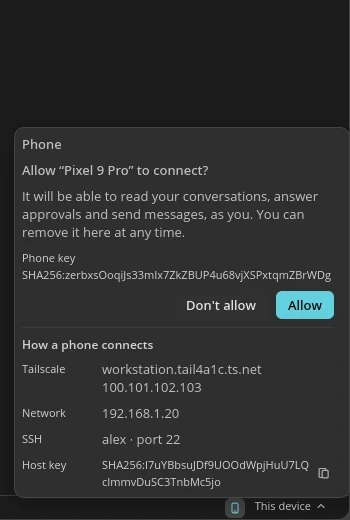 Phone
Allow “Pixel 9 Pro” to connect?
It will be able to read your conversations, answer
approvals and send messages, as you. You can
remove it here at any time.
Phone key
SHA256:zerbxsOoqiJs33mIx7ZkZBUP4u68vjXSPxtqmZBrWDg
Don't allow
Allow
How a phone connects
Tailscale
workstation.tail4a1c.ts.net
100.101.102.103
Network
192.168.1.20
SSH
alex · port 22
Host key
SHA256:I7uYBbsuJDf9UOOdWpjHuU7LQ
cImmvDuSC3TnbMc5jo
This device